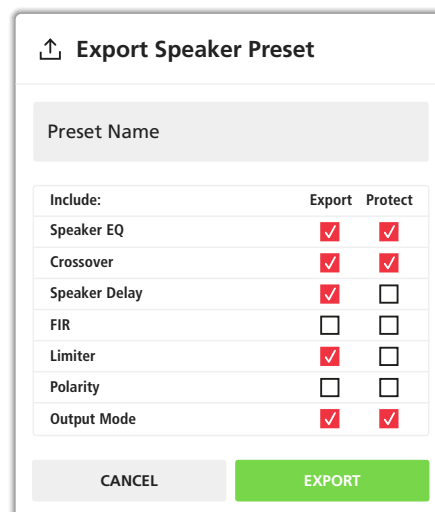 Export Speaker Preset
Preset Name
Include: Export Protect
Speaker EQ
Crossover
Speaker Delay
FIR
Limiter
Polarity
Output Mode
CANCEL EXPORT